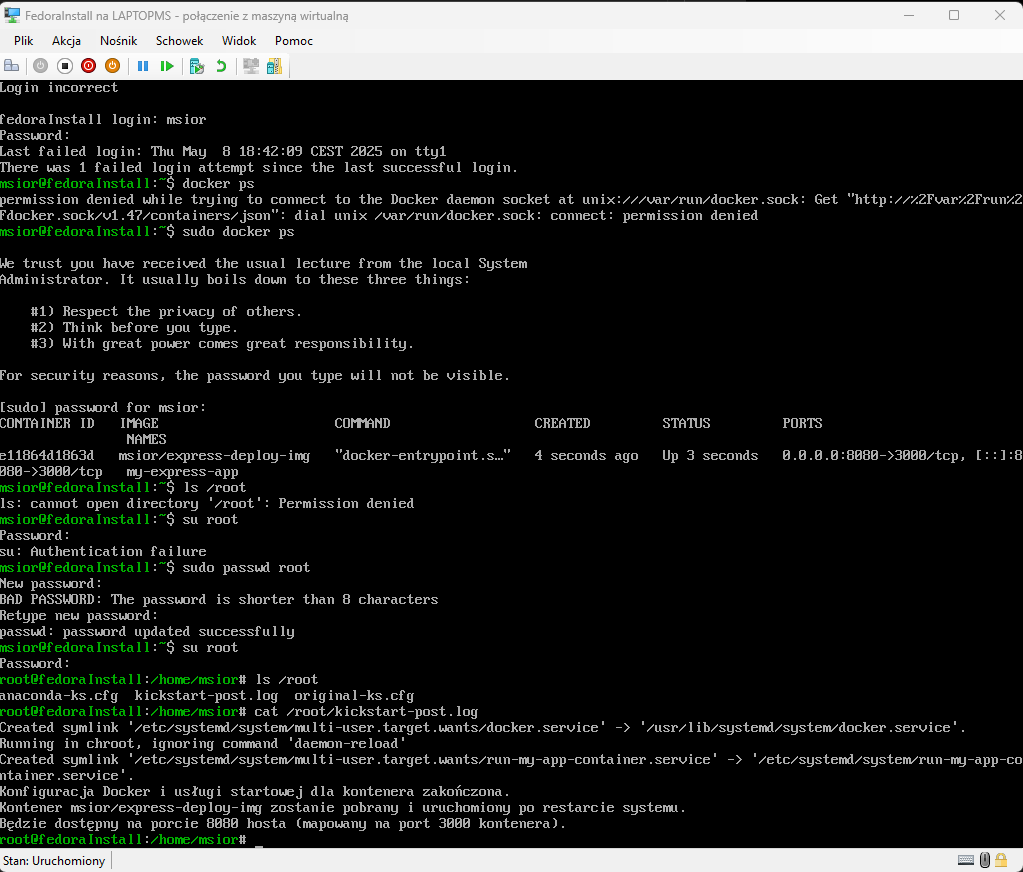 FedoraInstall na LAPTOPMS - połączenie z maszyną wirtualną
Plik Akcja Nośnik Schowek Widok Pomoc
Login incorrect
fedoraInstall login: msior
Password:
Last failed login: Thu May  8 18:42:09 CEST 2025 on tty1
There was 1 failed login attempt since the last successful login.
msior@fedoraInstall:~$ docker ps
permission denied while trying to connect to the Docker daemon socket at unix:///var/run/docker.sock: Get "http://%2Fvar%2Frun%2
Fdocker.sock/v1.47/containers/json": dial unix /var/run/docker.sock: connect: permission denied
msior@fedoraInstall:~$ sudo docker ps
We trust you have received the usual lecture from the local System
Administrator. It usually boils down to these three things:
#1) Respect the privacy of others.
#2) Think before you type.
#3) With great power comes great responsibility.
For security reasons, the password you type will not be visible.
[sudo] password for msior:
CONTAINER ID   IMAGE                      COMMAND                  CREATED         STATUS         PORTS
NAMES
e11864d1863d   msior/express-deploy-img   "docker-entrypoint.s…"   4 seconds ago   Up 3 seconds   0.0.0.0:8080->3000/tcp, [::]:8
080->3000/tcp   my-express-app
msior@fedoraInstall:~$ ls /root
ls: cannot open directory '/root': Permission denied
msior@fedoraInstall:~$ su root
Password:
su: Authentication failure
msior@fedoraInstall:~$ sudo passwd root
New password:
BAD PASSWORD: The password is shorter than 8 characters
Retype new password:
passwd: password updated successfully
msior@fedoraInstall:~$ su root
Password:
root@fedoraInstall:/home/msior# ls /root
anaconda-ks.cfg  kickstart-post.log  original-ks.cfg
root@fedoraInstall:/home/msior# cat /root/kickstart-post.log
Created symlink '/etc/systemd/system/multi-user.target.wants/docker.service' -> '/usr/lib/systemd/system/docker.service'.
Running in chroot, ignoring command 'daemon-reload'
Created symlink '/etc/systemd/system/multi-user.target.wants/run-my-app-container.service' -> '/etc/systemd/system/run-my-app-co
ntainer.service'.
Konfiguracja Docker i usługi startowej dla kontenera zakończona.
Kontener msior/express-deploy-img zostanie pobrany i uruchomiony po restarcie systemu.
Będzie dostępny na porcie 8080 hosta (mapowany na port 3000 kontenera).
root@fedoraInstall:/home/msior# _
Stan: Uruchomiony